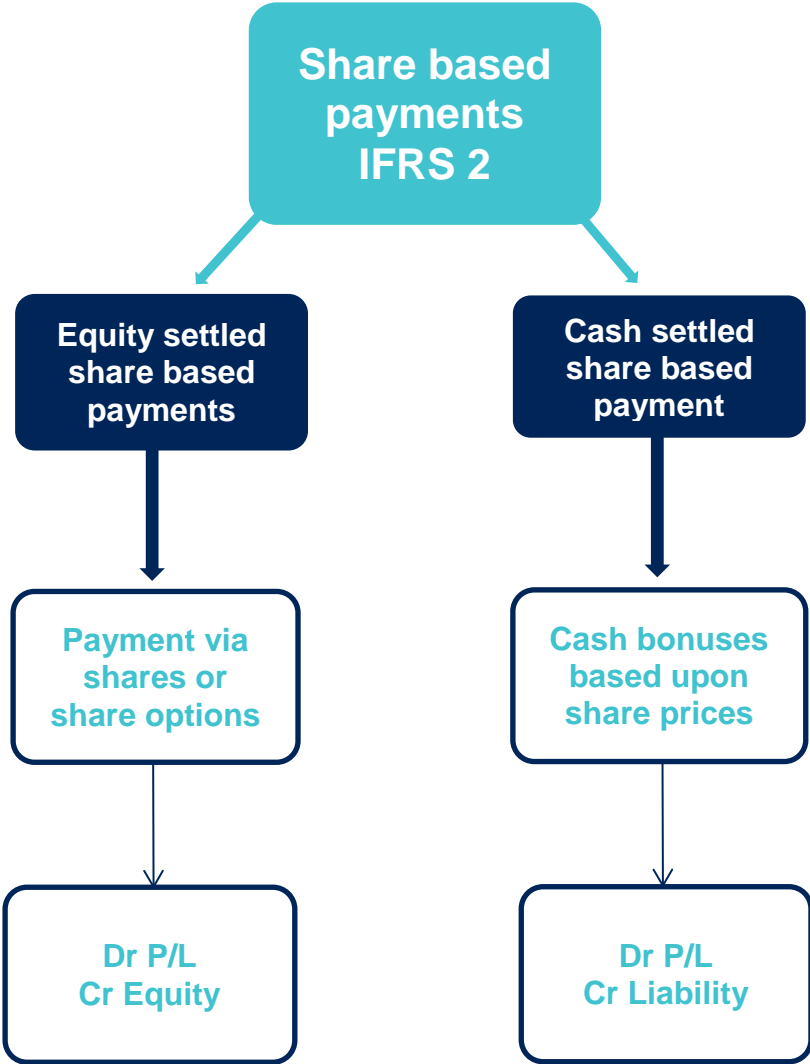 Share based
payments
IFRS 2
Equity settled
share based
payments
Cash settled
share based
payment
Payment via
shares or
share options
Cash bonuses
based upon
share prices
Dr P/L
Cr Equity
Dr P/L
Cr Liability